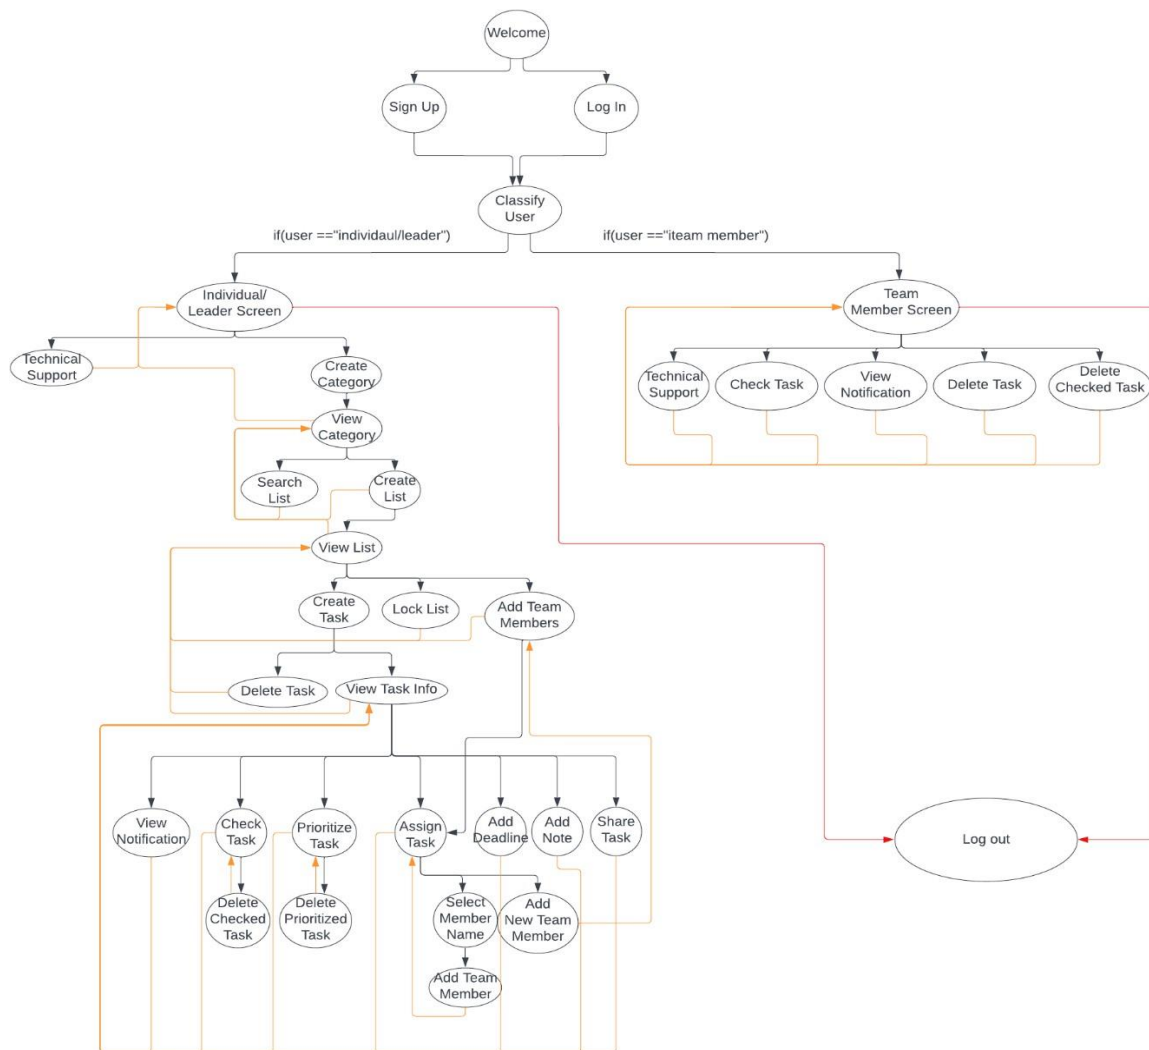 Welcome
Sign Up
Log In
Classify
User
if(user =="individaul/leader")
if(user =="iteam member")
Individual/
Leader Screen
Team
Member Screen
Technical
Support
Create
Category
Technical
Support
Check Task
View
Notification
Delete Task
Delete
Checked Task
View
Category
Search
List
Create
List
View List
Create
Task
Lock List
Add Team
Members
Delete Task
View Task Info
View
Notification
Check
Task
Prioritize
Task
Assign
Task
Add
Deadline
Add
Note
Share
Task
Log out
Delete
Checked
Task
Delete
Prioritized
Task
Select
Member
Name
Add
New Team
Member
Add Team
Member